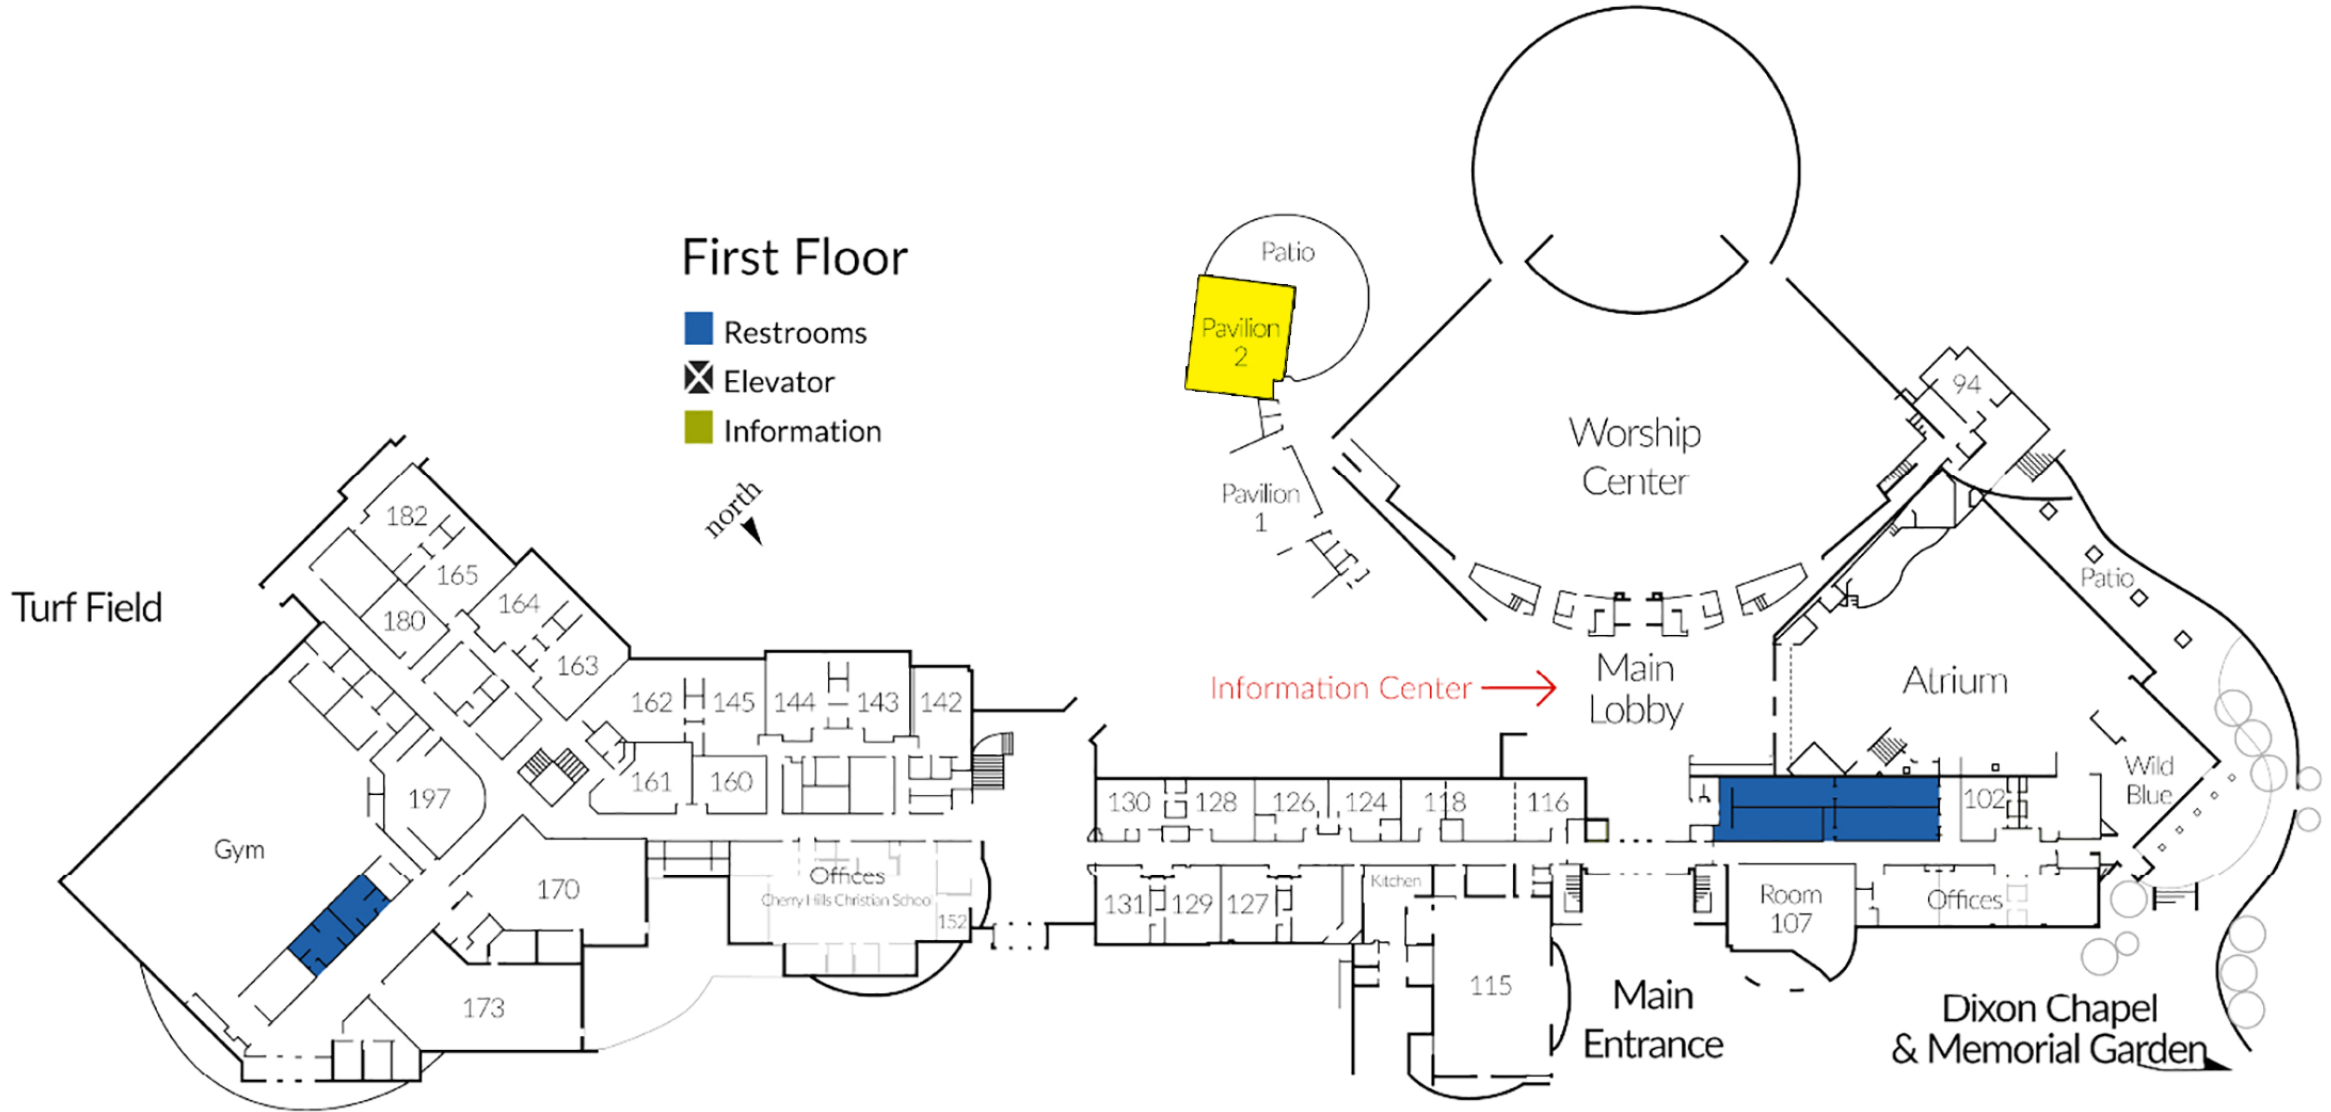 First Floor
Restrooms
Elevator
Information
north
Patio
Pavilion
2
Pavilion
1
Worship
Center
94
Patio
Turf Field
182
165
164
180
163
162
145
144
143
142
161
160
197
Gym
170
173
Offices
Cherry Hills Christian School
152
Information Center
Main
Lobby
Atrium
Wild
Blue
130
128
126
124
118
116
102
131
129
127
Kitchen
115
Room
107
Offices
Main
Entrance
Dixon Chapel
& Memorial Garden